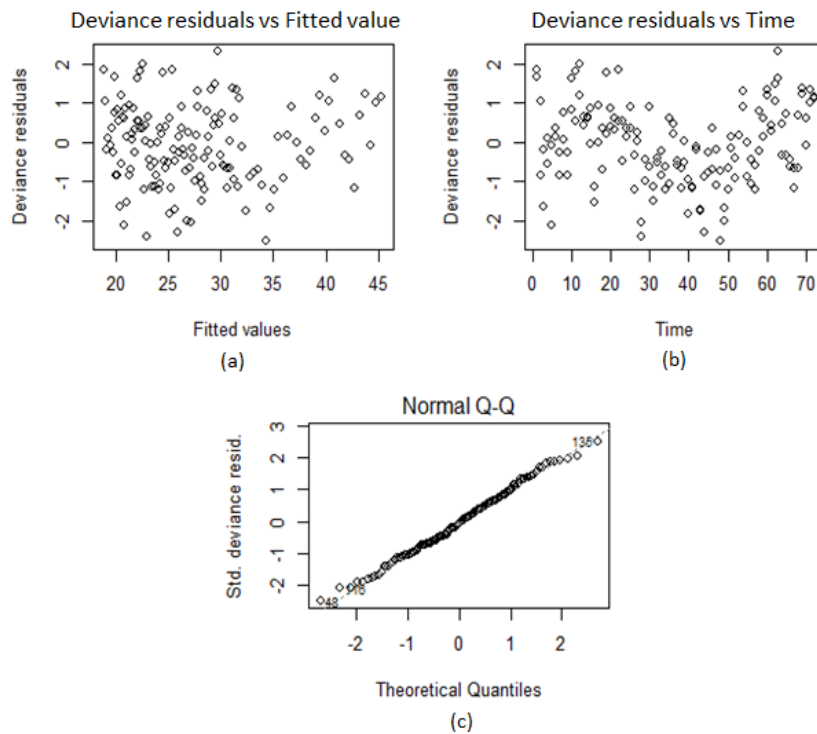 Deviance residuals vs Fitted value
Deviance residuals
2
1
0
-1
-2
20 25 30 35 40 45
Fitted values
(a)
Deviance residuals vs Time
Deviance residuals
2
1
0
-1
-2
0 10 20 30 40 50 60 70
Time
(b)
Normal Q-Q
Std. deviance resid.
3
2
1
0
-1
-2
136
116
48
-2 -1 0 1 2
Theoretical Quantiles
(c)